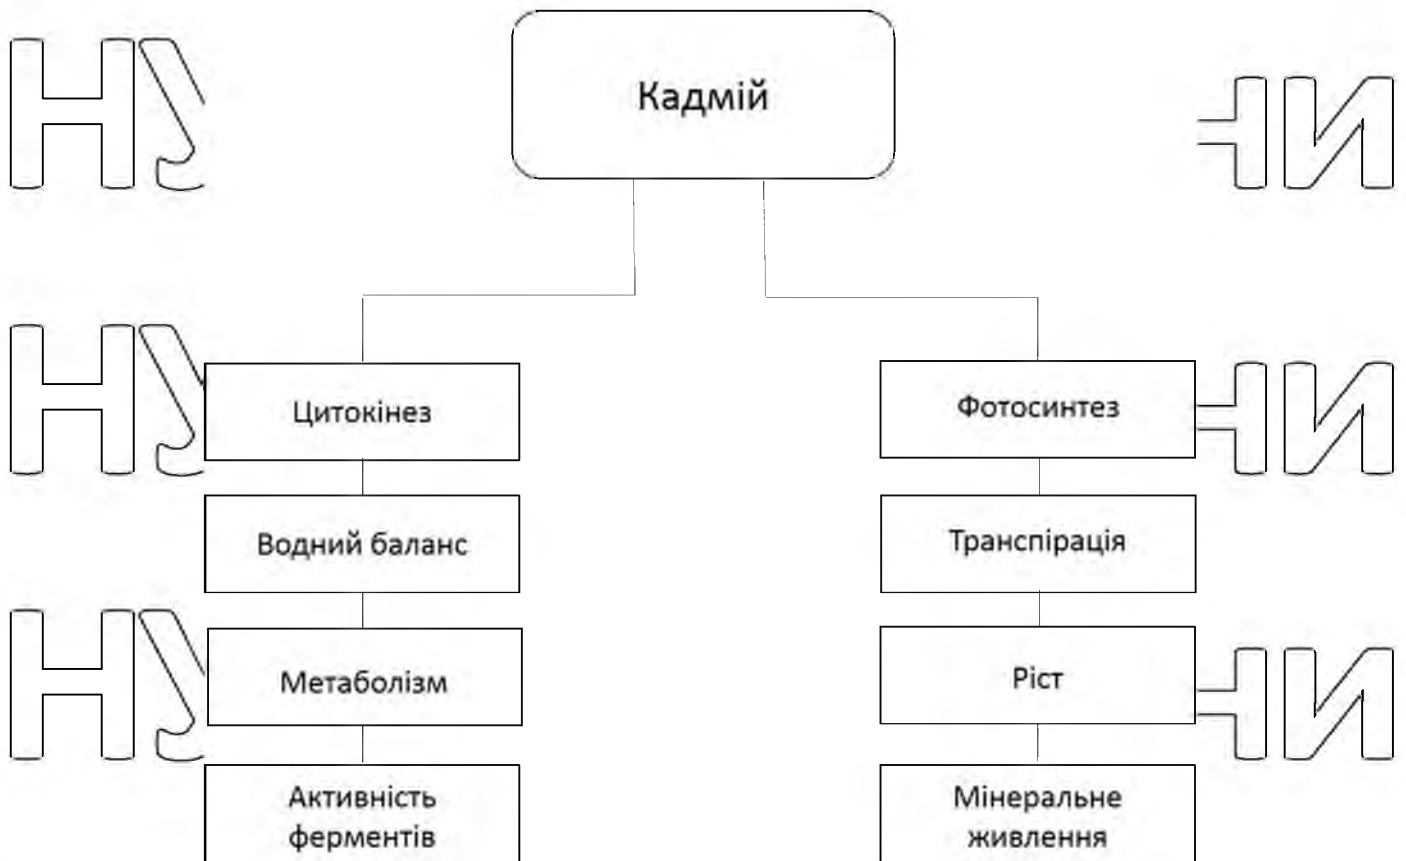 Кадмій
Цитокінез
Фотосинтез
Водний баланс
Транспірація
Метаболізм
Ріст
Активність
ферментів
Мінеральне
живлення